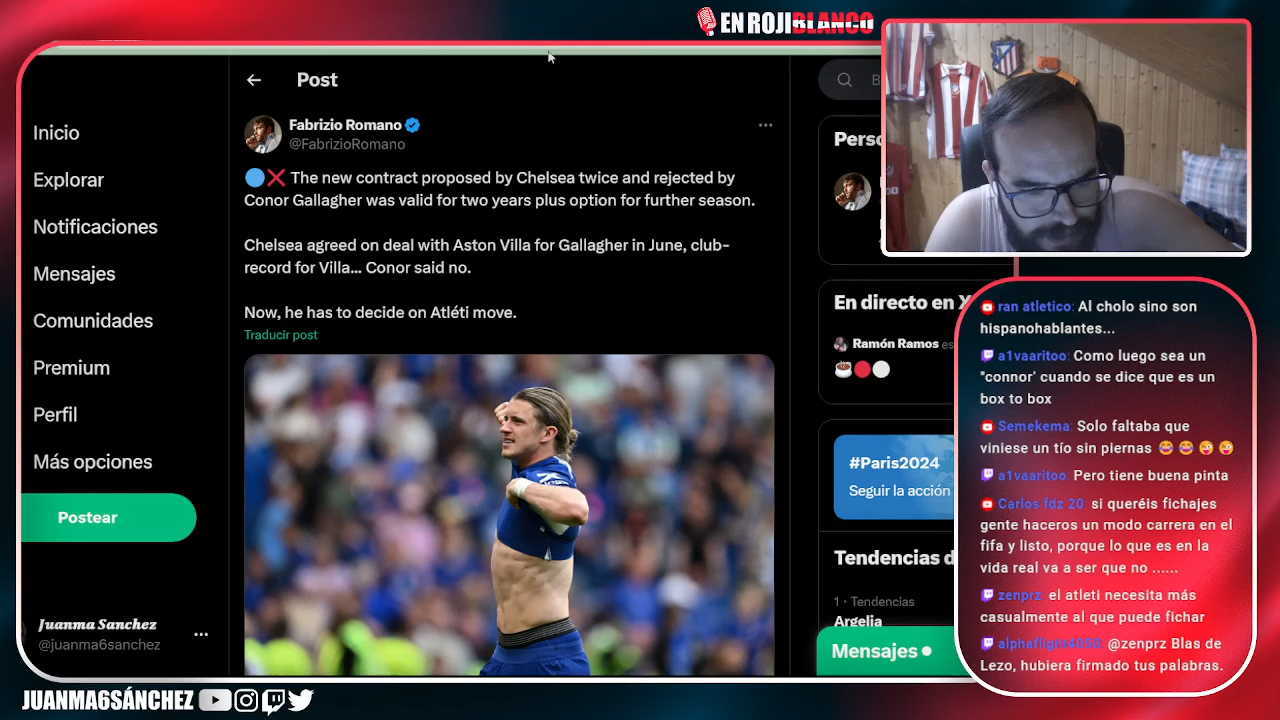 EN ROJIBLANCO
Post
Fabrizio Romano
@FabrizioRomano
The new contract proposed by Chelsea twice and rejected by
Conor Gallagher was valid for two years plus option for further season.
Chelsea agreed on deal with Aston Villa for Gallagher in June, club-
record for Villa... Conor said no.
Now, he has to decide on Atléti move.
Traducir post
Inicio
Explorar
Notificaciones
Mensajes
Comunidades
Premium
Perfil
Más opciones
Postear
Juanma Sanchez
@juanma6sanchez
B
Perso
En directo en X
Ramón Ramos es
#Paris2024
Seguir la acción
Tendencias d
1 · Tendencias
Argelia
Mensajes
ran atletico: Al cholo sino son
hispanohablantes...
a1vaaritoo: Como luego sea un
"connor' cuando se dice que es un
box to box
Semekema: Solo faltaba que
viniese un tío sin piernas 😂 😂 😜 😜
a1vaaritoo: Pero tiene buena pinta
Carlos fdz 20: si queréis fichajes
gente haceros un modo carrera en el
fifa y listo, porque lo que es en la
vida real va a ser que no ......
zenprz: el atleti necesita más
casualmente al que puede fichar
alphaflight4050: @zenprz Blas de
Lezo, hubiera firmado tus palabras.
JUANMA6SÁNCHEZ